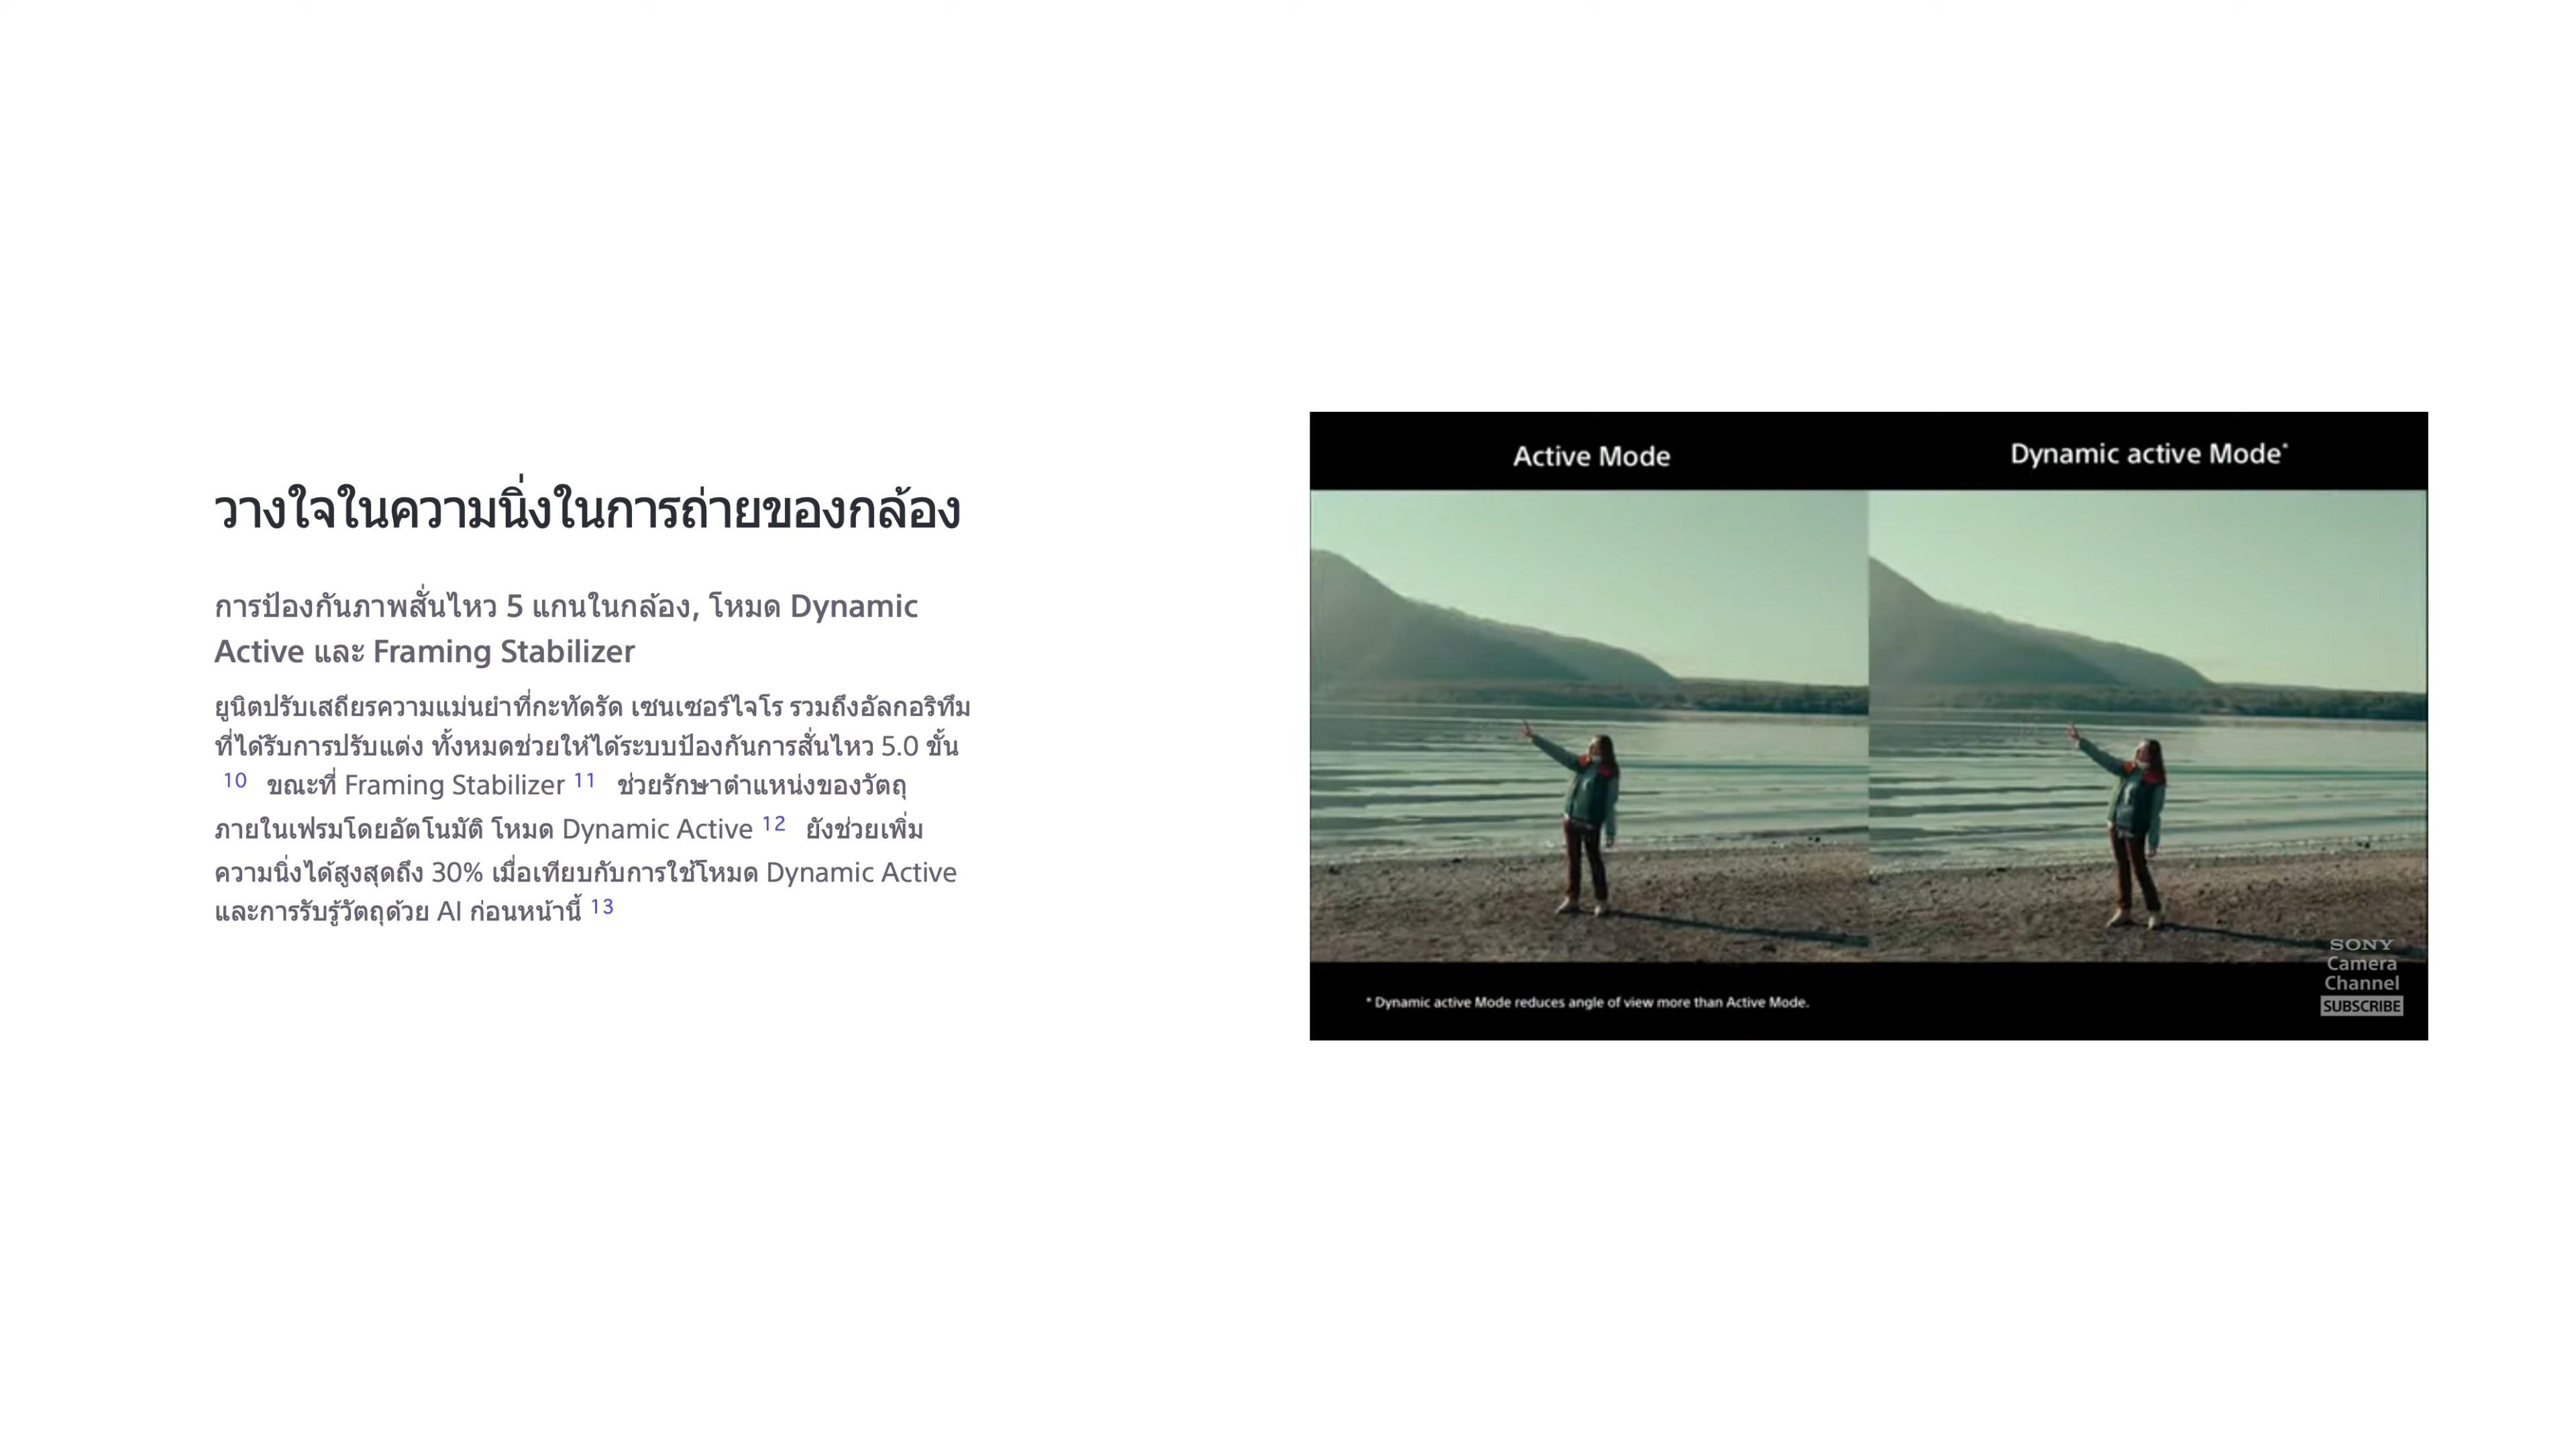 วางใจในความนิ่งในการถ่ายของกล้อง
การป้องกันภาพสั่นไหว 5 แกนในกล้อง, โหมด Dynamic
Active และ Framing Stabilizer
ยูนิตปรับเสถียรความแม่นยำที่กะทัดรัด เซนเซอร์ไจโร รวมถึงอัลกอริทึม
ที่ได้รับการปรับแต่ง ทั้งหมดช่วยให้ได้ระบบป้องกันการสั่นไหว 5.0 ขั้น
10 ขณะที่ Framing Stabilizer 11 ช่วยรักษาตำแหน่งของวัตถุ
ภายในเฟรมโดยอัตโนมัติ โหมด Dynamic Active 12 ยังช่วยเพิ่ม
ความนิ่งได้สูงสุดถึง 30% เมื่อเทียบกับการใช้โหมด Dynamic Active
และการรับรู้วัตถุด้วย AI ก่อนหน้านี้ 13
Active Mode
Dynamic active Mode*
* Dynamic active Mode reduces angle of view more than Active Mode.
SONY
Camera
Channel
SUBSCRIBE